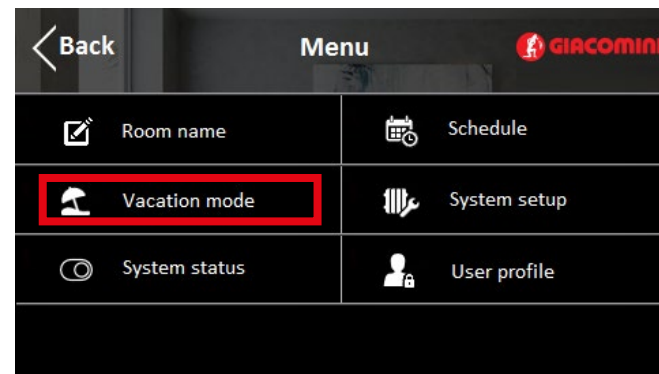 Back Menu GIACOMINI
Room name Schedule
Vacation mode System setup
System status User profile